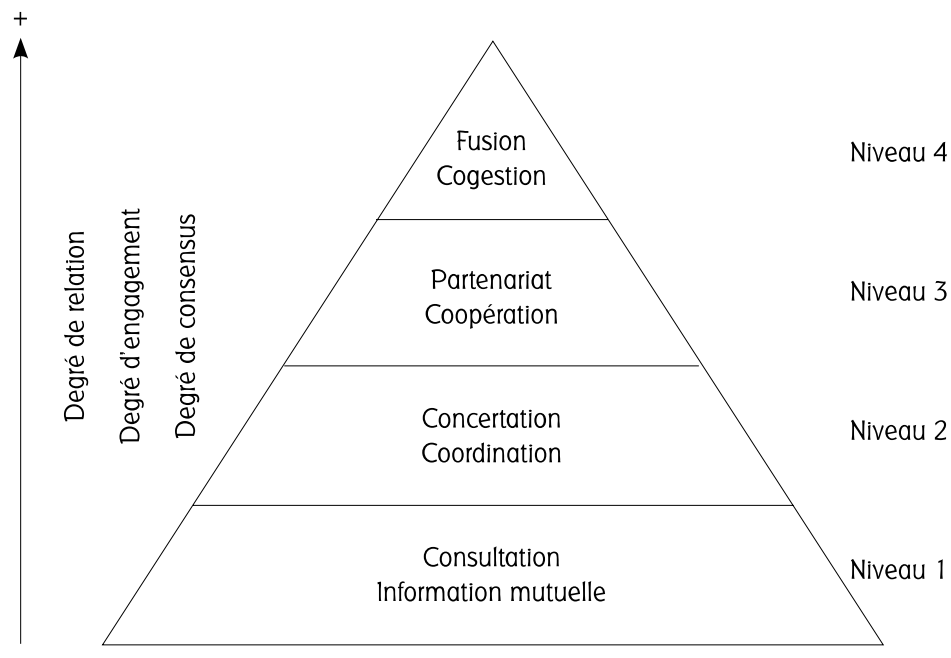 +
Fusion
Cogestion
Niveau 4
Partenariat
Coopération
Niveau 3
Degré de relation
Degré d'engagement
Degré de consensus
Concertation
Coordination
Niveau 2
Consultation
Information mutuelle
Niveau 1